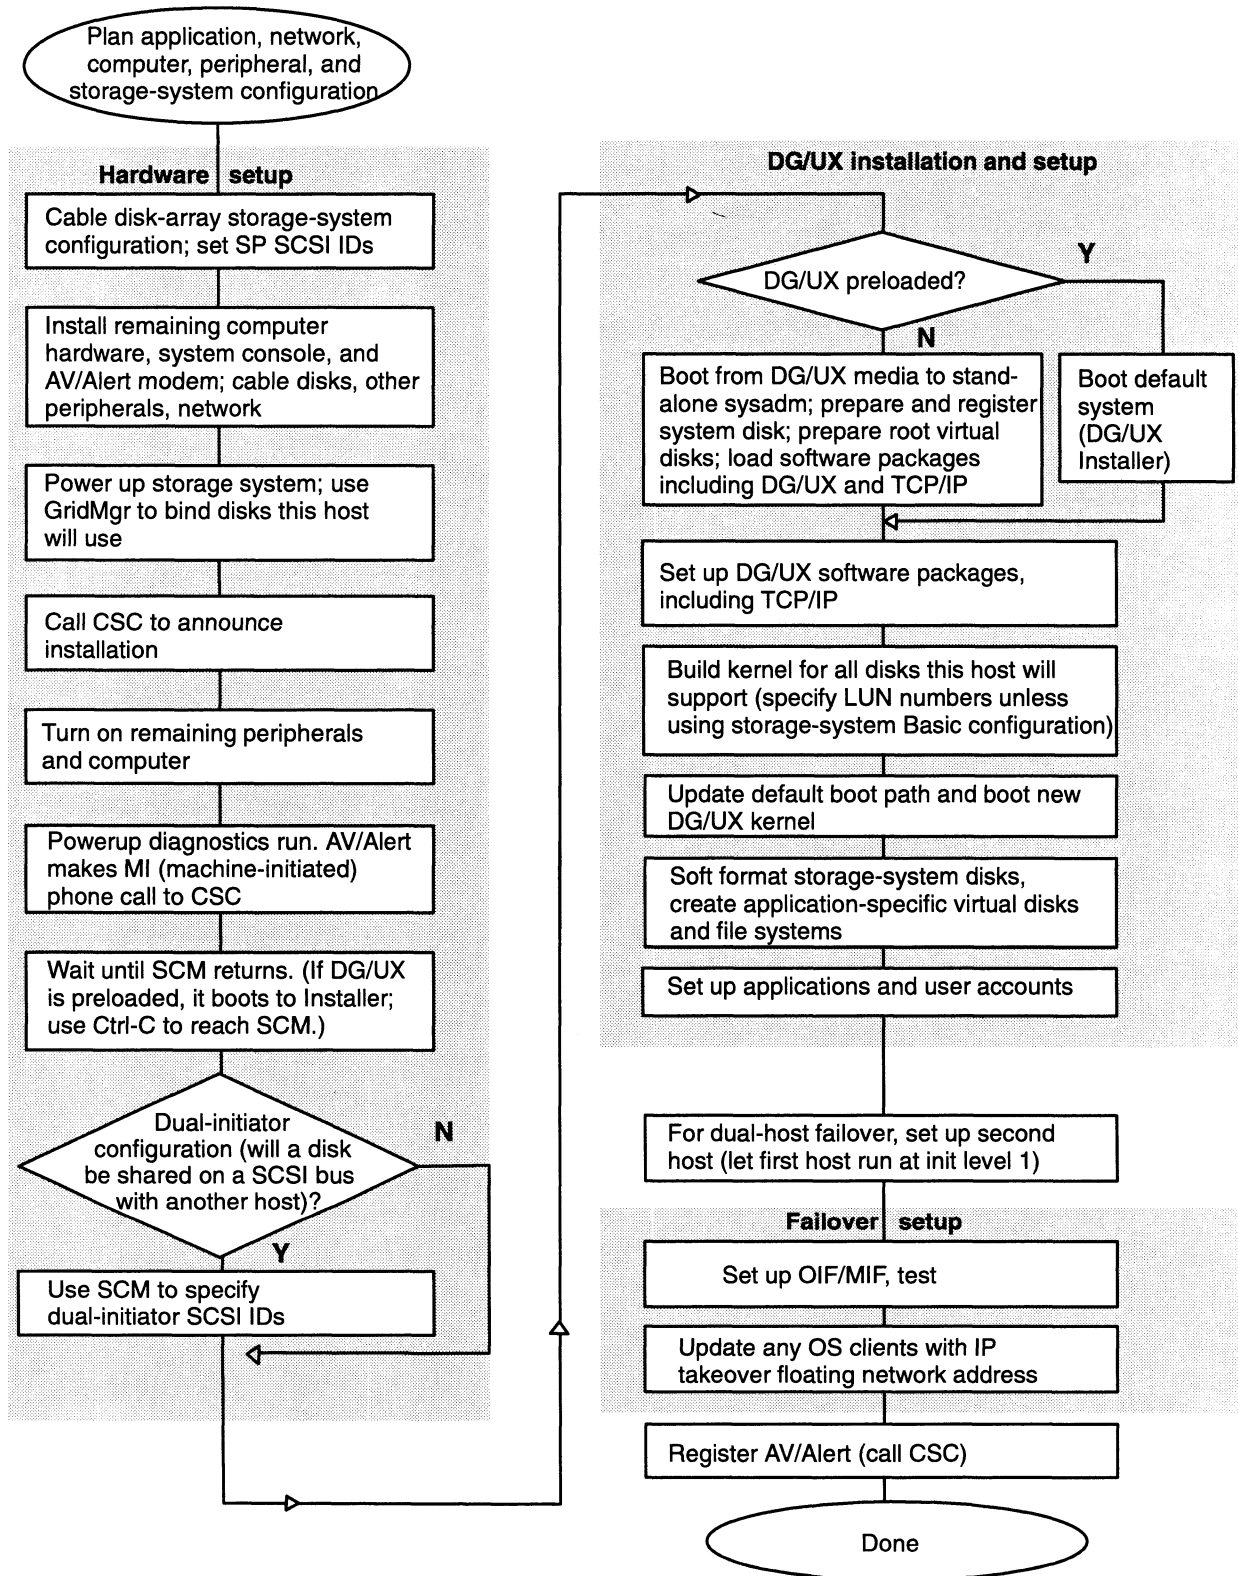 Plan application, network,
computer, peripheral, and
storage-system configuration
Hardware setup
Cable disk-array storage-system
configuration; set SP SCSI IDs
Install remaining computer
hardware, system console, and
AV/Alert modem; cable disks, other
peripherals, network
Power up storage system; use
GridMgr to bind disks this host
will use
Call CSC to announce
installation
Turn on remaining peripherals
and computer
Powerup diagnostics run. AV/Alert
makes MI (machine-initiated)
phone call to CSC
Wait until SCM returns. (If DG/UX
is preloaded, it boots to Installer;
use Ctrl-C to reach SCM.)
Dual-initiator
configuration (will a disk
be shared on a SCSI bus
with another host)?
N
Y
Use SCM to specify
dual-initiator SCSI IDs
DG/UX installation and setup
DG/UX preloaded?
Y
N
Boot from DG/UX media to stand-
alone sysadm; prepare and register
system disk; prepare root virtual
disks; load software packages
including DG/UX and TCP/IP
Boot default
system
(DG/UX
Installer)
Set up DG/UX software packages,
including TCP/IP
Build kernel for all disks this host will
support (specify LUN numbers unless
using storage-system Basic configuration)
Update default boot path and boot new
DG/UX kernel
Soft format storage-system disks,
create application-specific virtual disks
and file systems
Set up applications and user accounts
For dual-host failover, set up second
host (let first host run at init level 1)
Failover setup
Set up OIF/MIF, test
Update any OS clients with IP
takeover floating network address
Register AV/Alert (call CSC)
Done